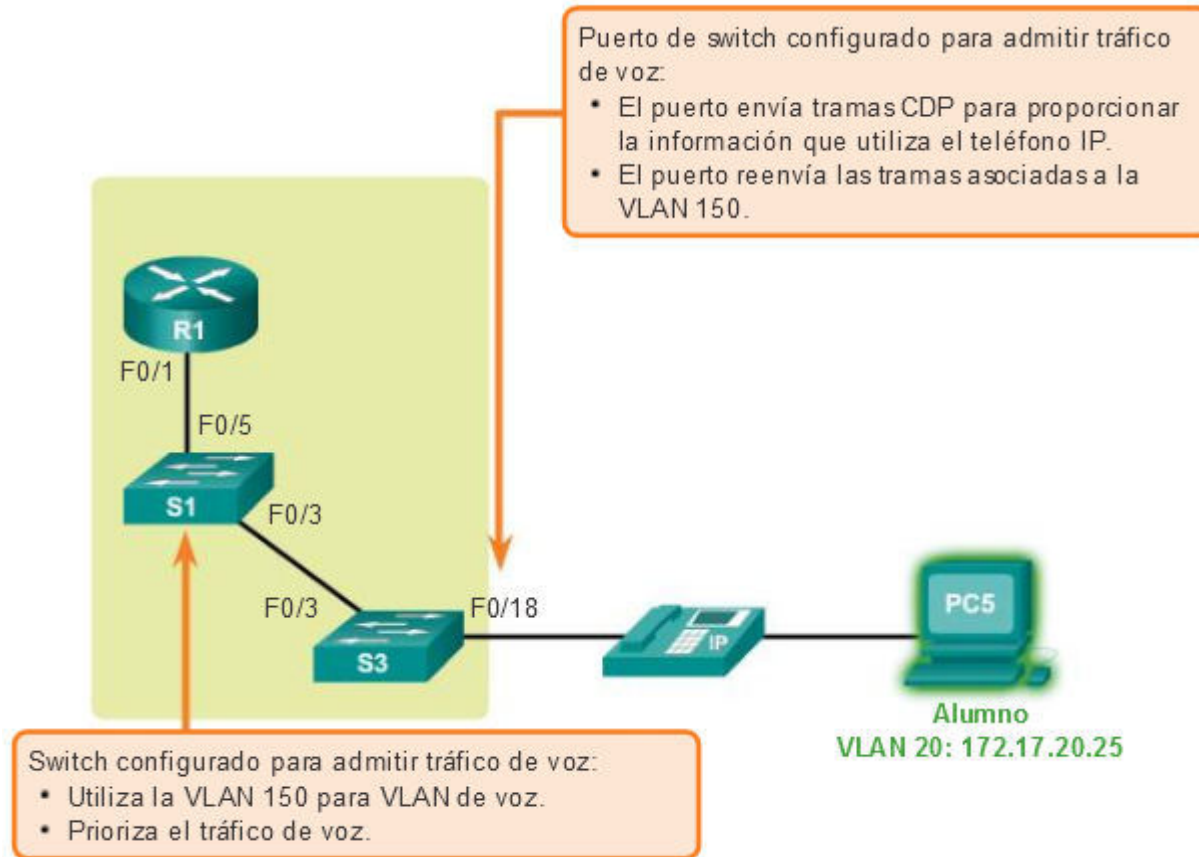 Puerto de switch configurado para admitir tráfico
de voz:
• El puerto envía tramas CDP para proporcionar
la información que utiliza el teléfono IP.
• El puerto reenvía las tramas asociadas a la
VLAN 150.
R1
F0/1
F0/5
S1
F0/3
F0/3
F0/18
S3
IP
PC5
Alumno
VLAN 20: 172.17.20.25
Switch configurado para admitir tráfico de voz:
• Utiliza la VLAN 150 para VLAN de voz.
• Prioriza el tráfico de voz.